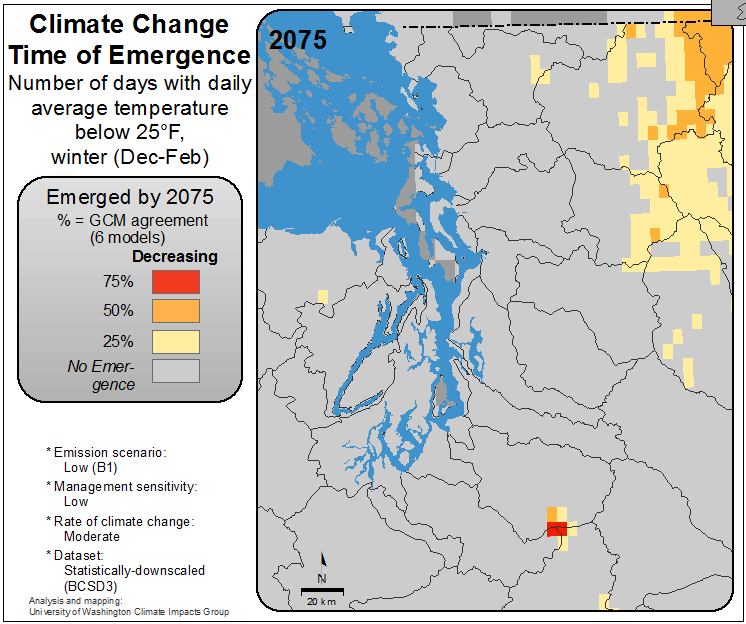 Climate Change
Time of Emergence
Number of days with daily
average temperature
below 25°F,
winter (Dec-Feb)
Emerged by 2075
% = GCM agreement
(6 models)
Decreasing
75%
50%
25%
No Emer-
gence
* Emission scenario:
Low (B1)
* Management sensitivity:
Low
* Rate of climate change:
Moderate
* Dataset:
Statistically-downscaled
(BCSD3)
Analysis and mapping:
University of Washington Climate Impacts Group
2075
N
20 km